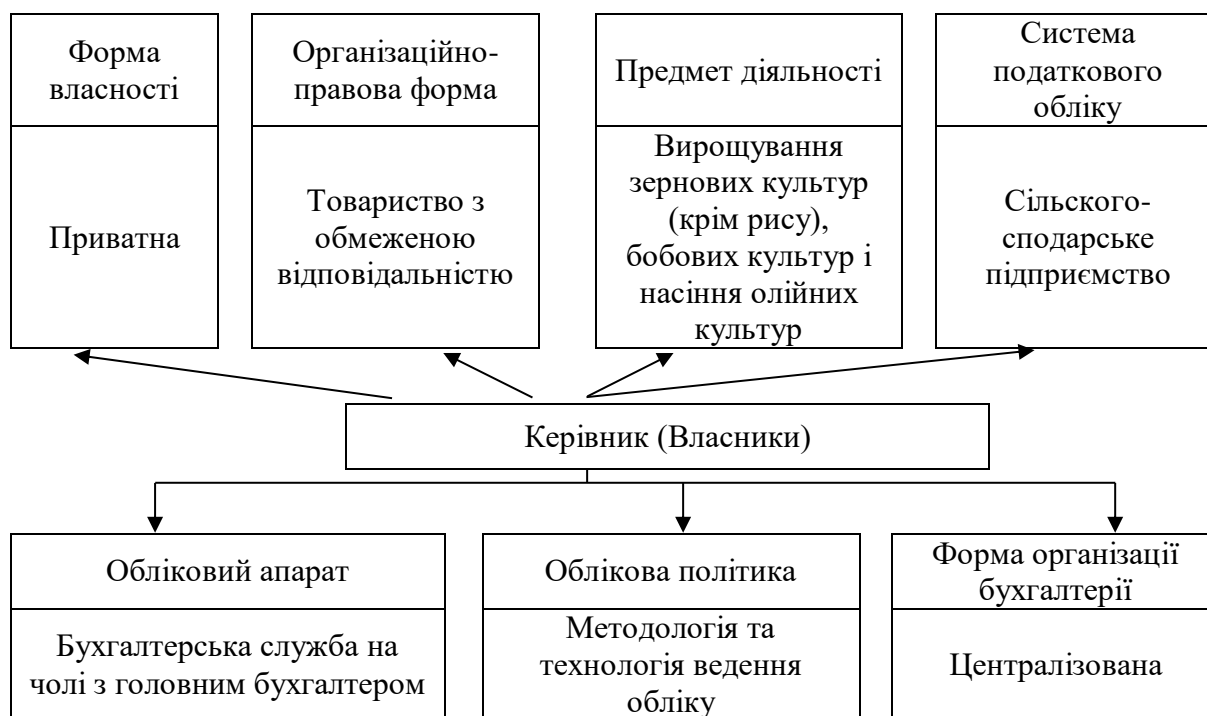 Форма
власності
Організаційно-
правова форма
Предмет діяльності
Система
податкового
обліку
Приватна
Товариство з
обмеженою
відповідальністю
Вирощування
зернових культур
(крім рису),
бобових культур і
насіння олійних
культур
Сільского-
сподарське
підприємство
Керівник (Власники)
Обліковий апарат
Облікова політика
Форма організації
бухгалтерії
Бухгалтерська служба на
чолі з головним бухгалтером
Методологія та
технологія ведення
обліку
Централізована